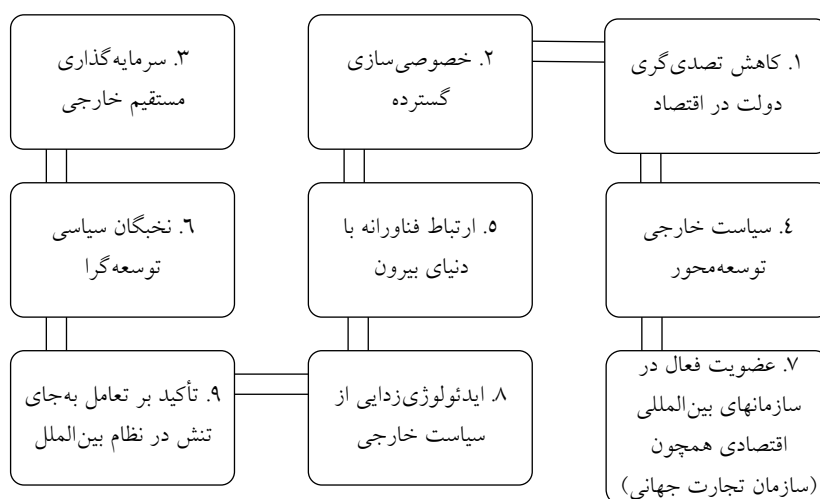 ۱. کاهش تصدی‌گری
دولت در اقتصاد
۲. خصوصی‌سازی
گسترده
۳. سرمایه‌گذاری
مستقیم خارجی
٤. سیاست خارجی
توسعه‌محور
٥. ارتباط فناورانه با
دنیای بیرون
٦. نخبگان سیاسی
توسعه‌گرا
۷. عضویت فعال در
سازمانهای بین‌المللی
اقتصادی همچون
(سازمان تجارت جهانی)
۸. ایدئولوژی‌زدایی از
سیاست خارجی
۹. تأکید بر تعامل به‌جای
تنش در نظام بین‌الملل